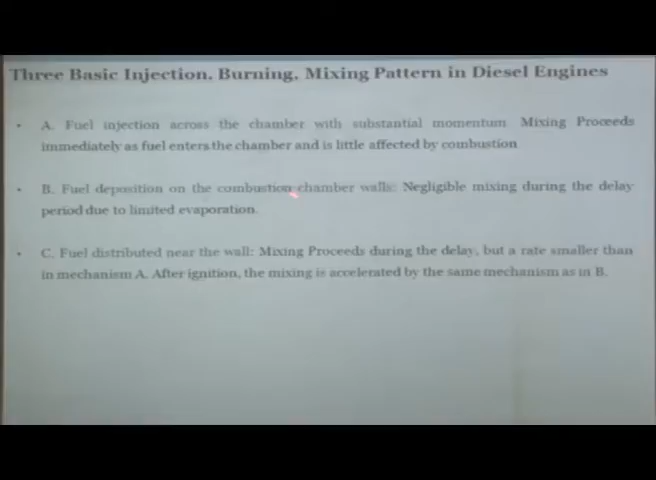 Three Basic Injection, Burning, Mixing Pattern in Diesel Engines
• A. Fuel injection across the chamber with substantial momentum Mixing Proceeds
immediately as fuel enters the chamber and is little affected by combustion
• B. Fuel deposition on the combustion chamber walls: Negligible mixing during the delay
period due to limited evaporation.
• C. Fuel distributed near the wall: Mixing Proceeds during the delay, but a rate smaller than
in mechanism A. After ignition, the mixing is accelerated by the same mechanism as in B.